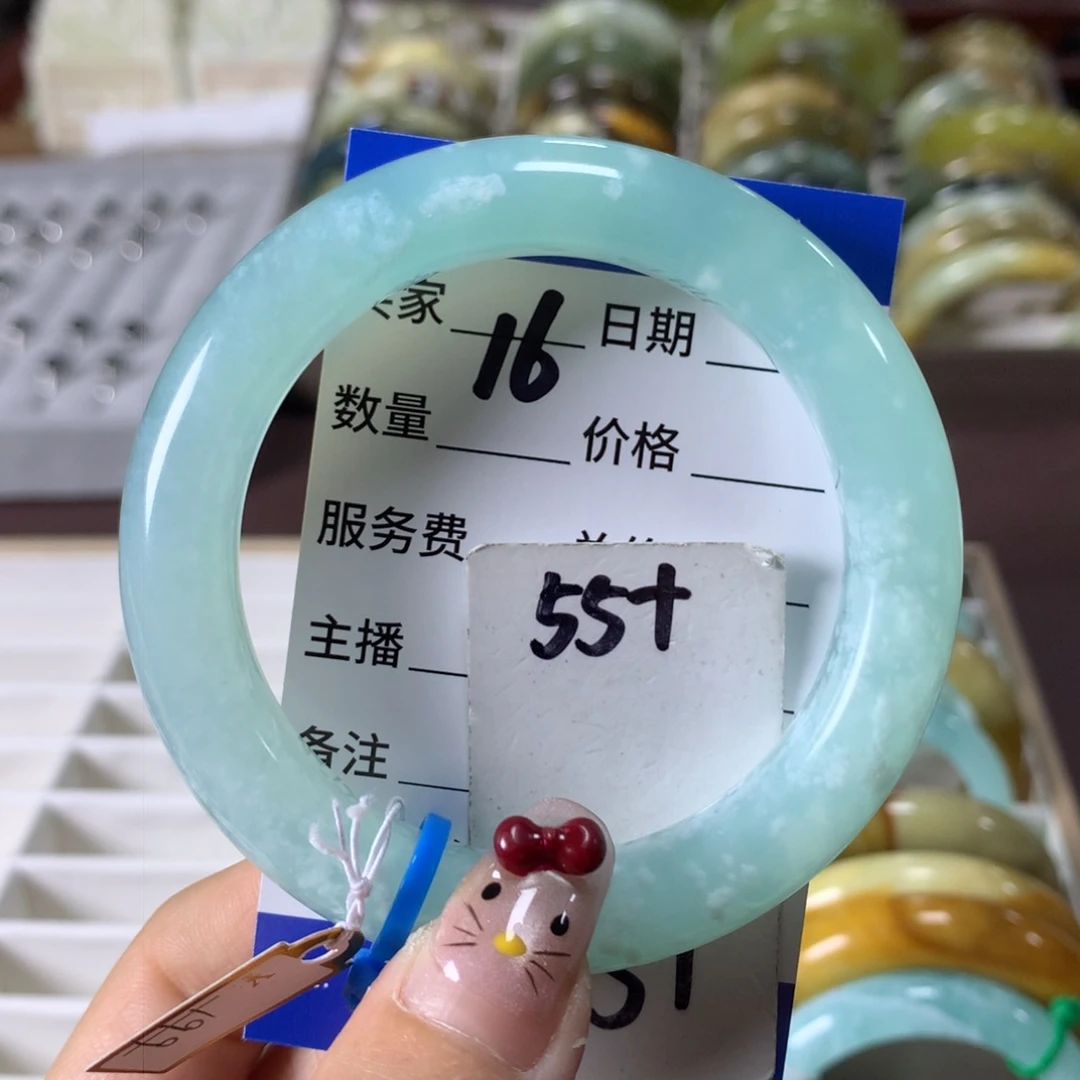 家 16 日期
数量 价格
服务费
主播
备注
55+